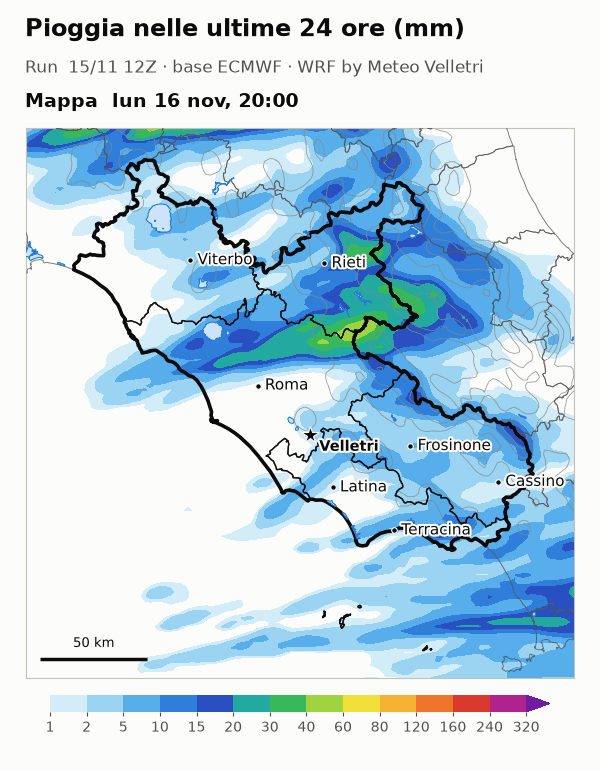 Pioggia nelle ultime 24 ore (mm)
Run  15/11 12Z · base ECMWF · WRF by Meteo Velletri
Mappa  lun 16 nov, 20:00
Viterbo
Rieti
Roma
Velletri
Frosinone
Latina
Cassino
Terracina
50 km
1 2 5 10 15 20 30 40 60 80 120 160 240 320